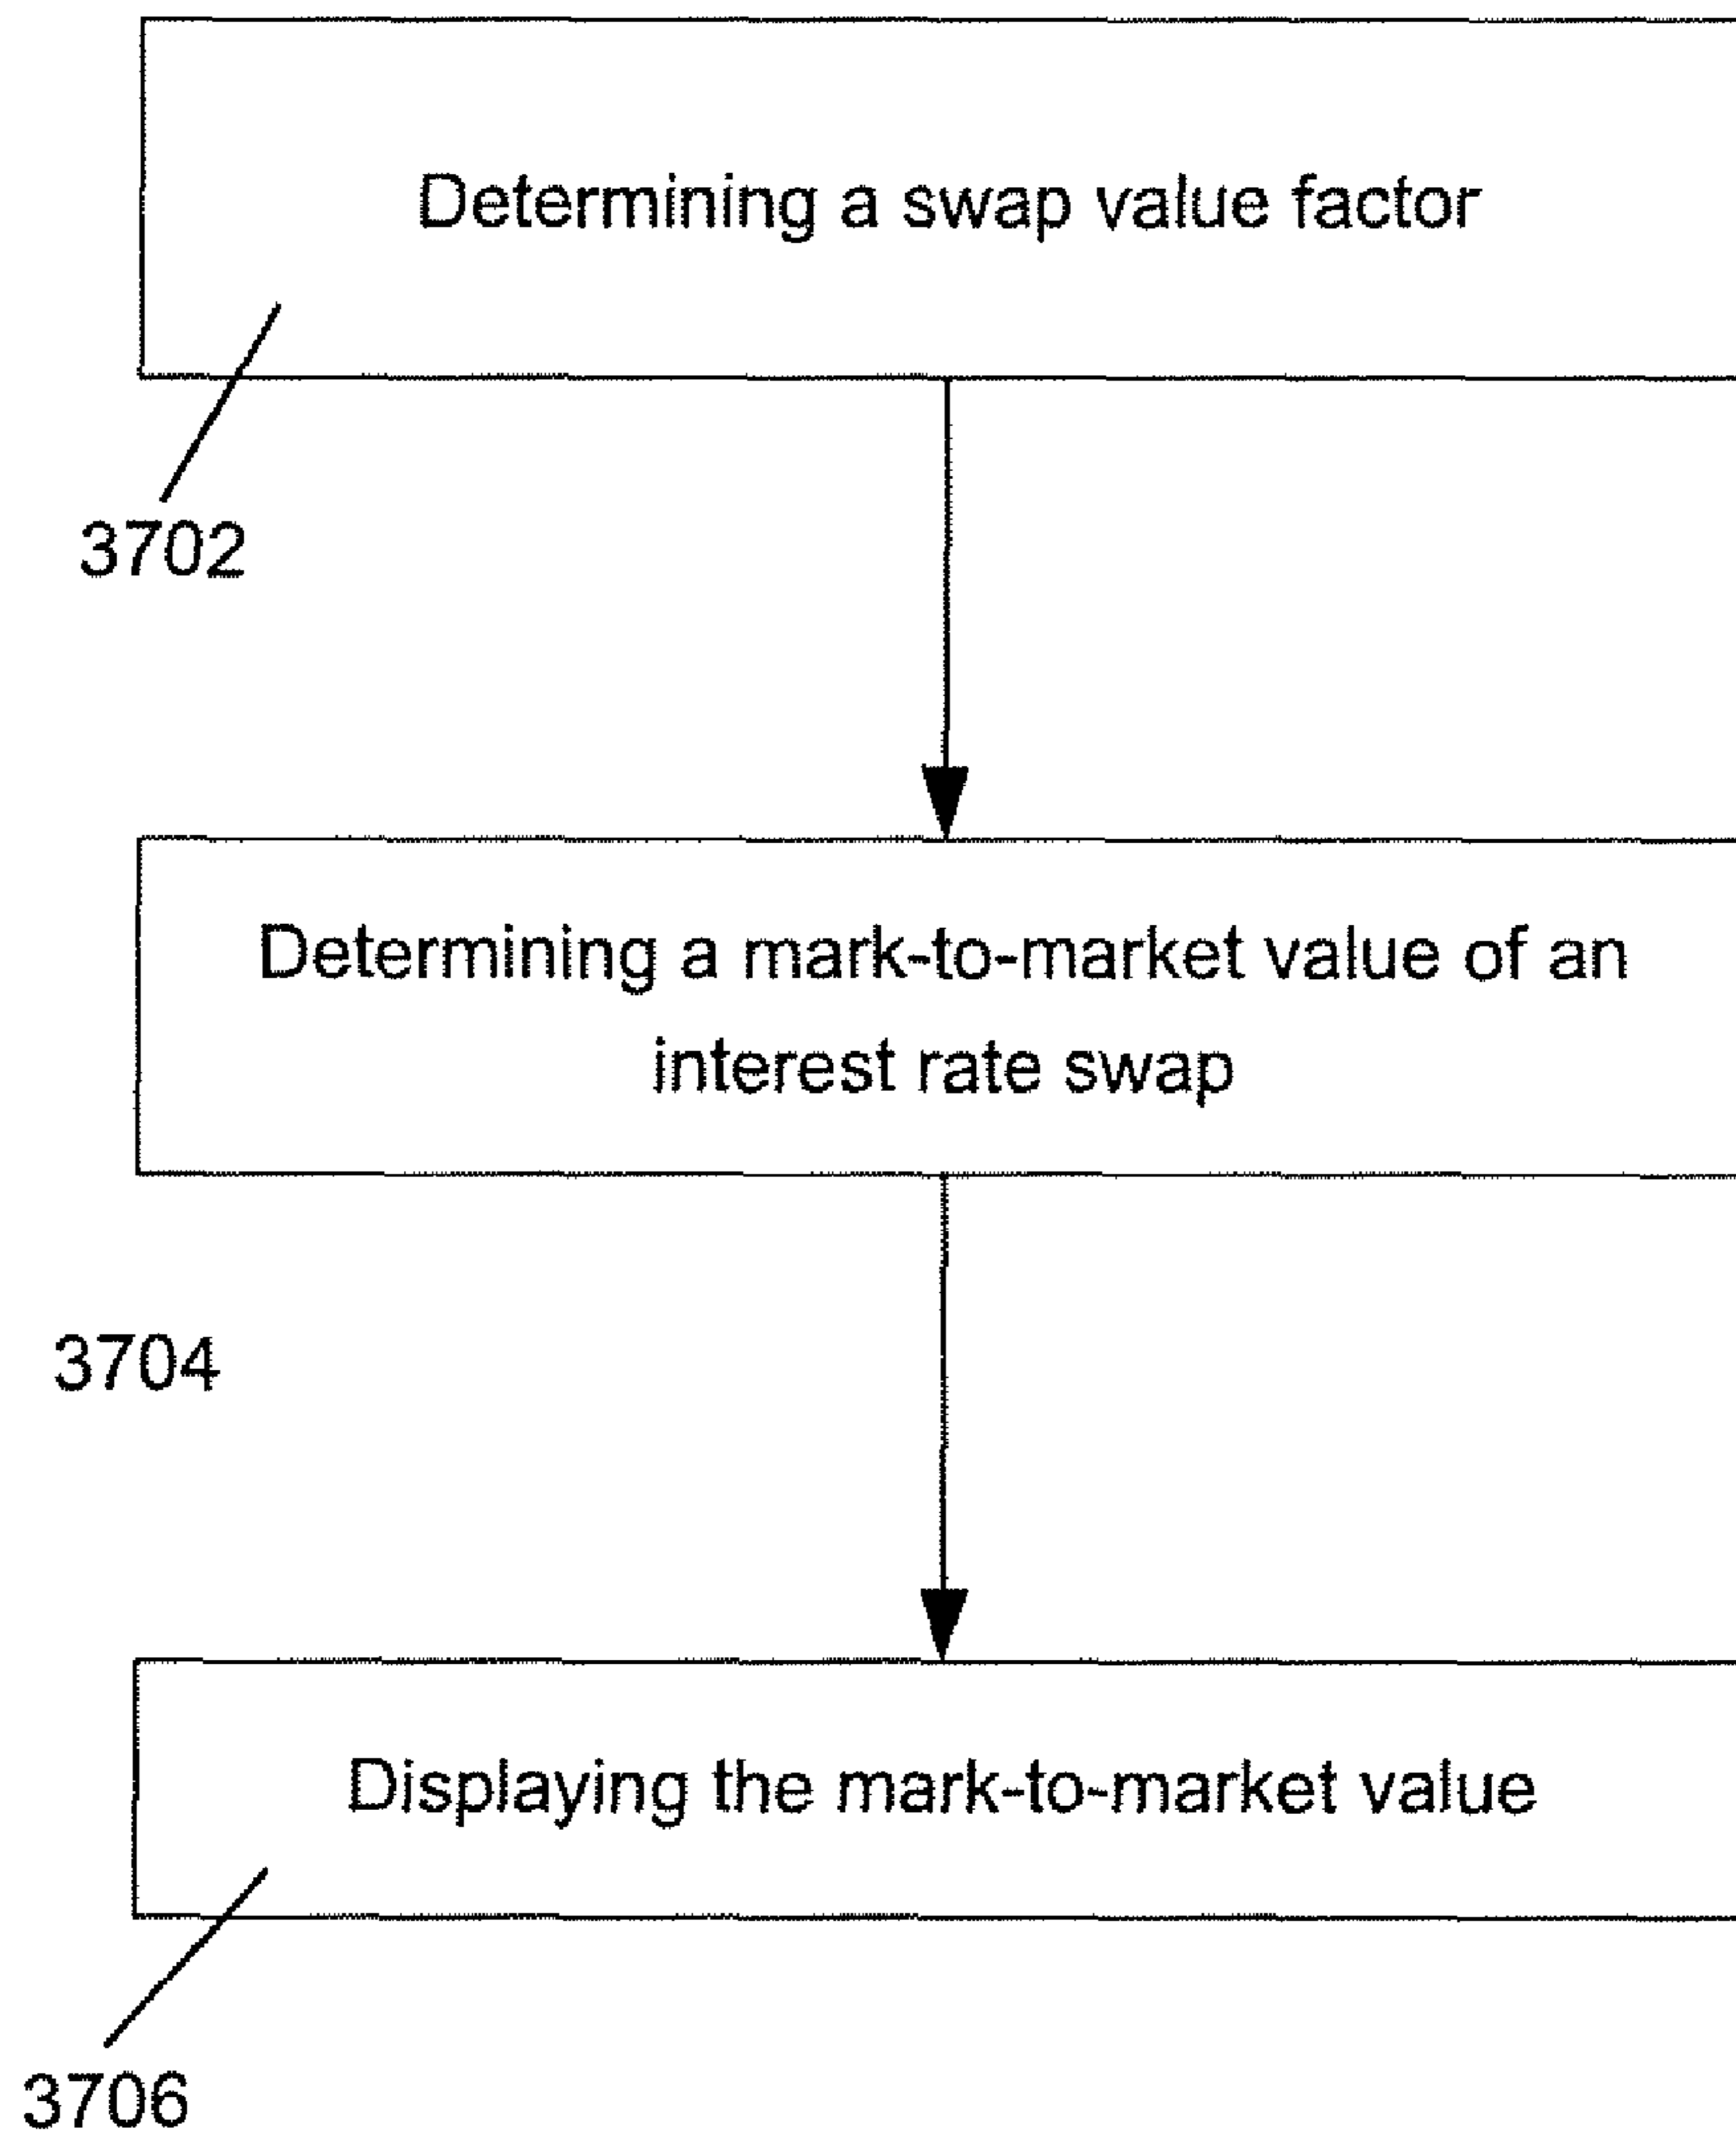 Determining a swap value factor
3702
Determining a mark-to-market value of an
interest rate swap
3704
Displaying the mark-to-market value
3706